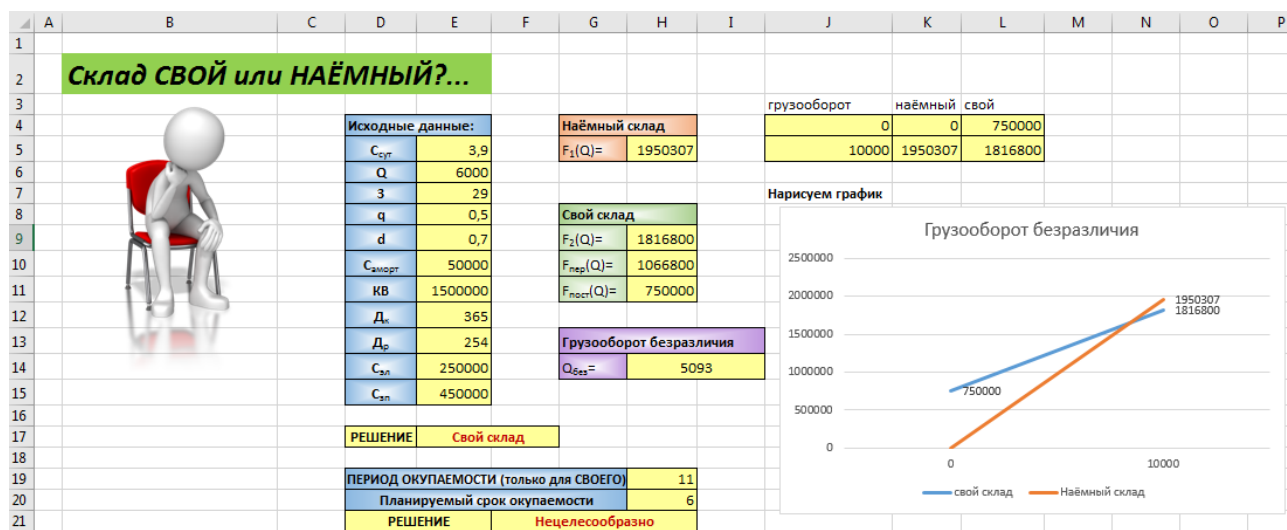 A B C D E F G H I J K L M N O P
1
2 Склад СВОЙ или НАЁМНЫЙ?...
3 грузооборот наёмный свой
4 Исходные данные: Наёмный склад 0 0 750000
5 Cсут 3,9 F1(Q)= 1950307 10000 1950307 1816800
6 Q 6000
7 З 29 Нарисуем график
8 q 0,5 Свой склад
9 d 0,7 F2(Q)= 1816800
10 Cаморт 50000 Fпер(Q)= 1066800
11 КВ 1500000 Fпост(Q)= 750000
12 Дк 365
13 Др 254 Грузооборот безразличия
14 Cэл 250000 Qбез= 5093
15 Cзп 450000
16
17 РЕШЕНИЕ Свой склад
18
19 ПЕРИОД ОКУПАЕМОСТИ (только для СВОЕГО) 11
20 Планируемый срок окупаемости 6
21 РЕШЕНИЕ Нецелесообразно
Грузооборот безразличия
2500000
2000000
1950307
1816800
1500000
1000000
750000
500000
0
0 10000
свой склад Наёмный склад